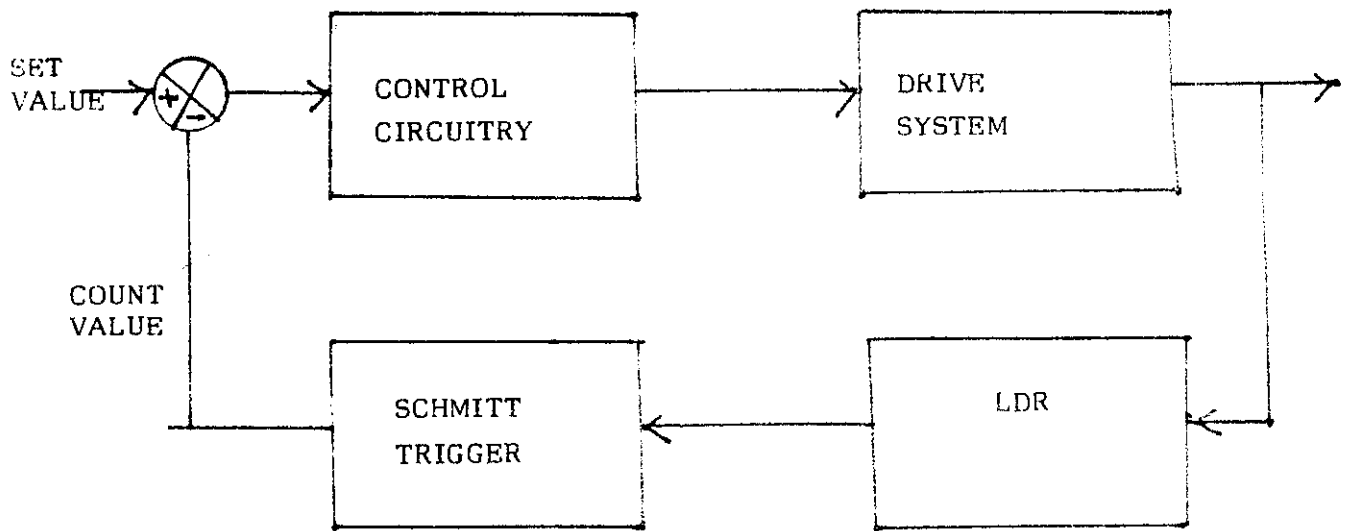 SET
VALUE
+
-
CONTROL
CIRCUITRY
DRIVE
SYSTEM
COUNT
VALUE
SCHMITT
TRIGGER
LDR